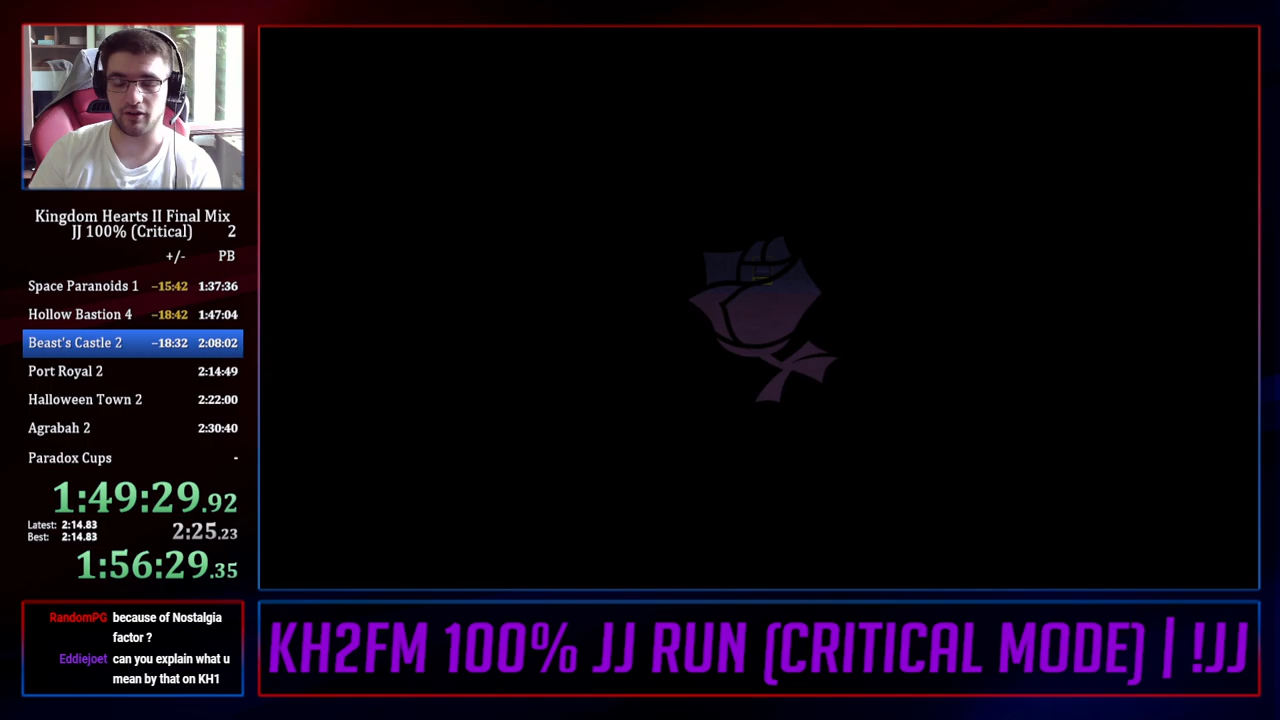 Kingdom Hearts II Final Mix
JJ 100% (Critical) 2
+/- PB
Space Paranoids 1 −15:42 1:37:36
Hollow Bastion 4 −18:42 1:47:04
Beast's Castle 2 −18:32 2:08:02
Port Royal 2 2:14:49
Halloween Town 2 2:22:00
Agrabah 2 2:30:40
Paradox Cups -
1:49:29.92
Latest: 2:14.83
Best: 2:14.83
2:25.23
1:56:29.35
RandomPG because of Nostalgia
factor ?
Eddiejoet can you explain what u
mean by that on KH1
KH2FM 100% JJ RUN (CRITICAL MODE) | !JJ